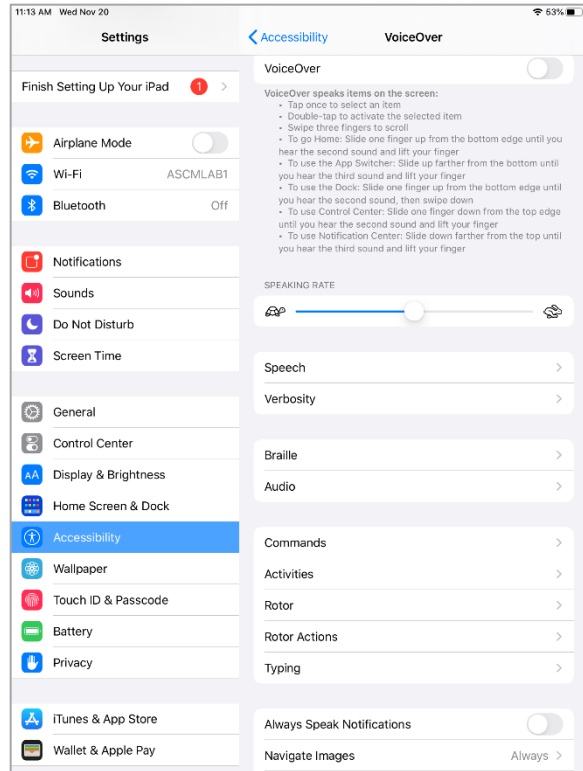 11:13 AM Wed Nov 20
53%
Settings
Finish Setting Up Your iPad 1
Airplane Mode
Wi-Fi ASCMLAB1
Bluetooth Off
Notifications
Sounds
Do Not Disturb
Screen Time
General
Control Center
AA Display & Brightness
Home Screen & Dock
Accessibility
Wallpaper
Touch ID & Passcode
Battery
Privacy
iTunes & App Store
Wallet & Apple Pay
Accessibility
VoiceOver
VoiceOver
VoiceOver speaks items on the screen:
• Tap once to select an item
• Double-tap to activate the selected item
• Swipe three fingers to scroll
• To go Home: Slide one finger up from the bottom edge until you
hear the second sound and lift your finger
• To use the App Switcher: Slide up farther from the bottom until
you hear the third sound and lift your finger
• To use the Dock: Slide one finger up from the bottom edge until
you hear the second sound, then swipe down
• To use Control Center: Slide one finger down from the top edge
until you hear the second sound and lift your finger
• To use Notification Center: Slide down farther from the top until
you hear the third sound and lift your finger
SPEAKING RATE
Speech
Verbosity
Braille
Audio
Commands
Activities
Rotor
Rotor Actions
Typing
Always Speak Notifications
Navigate Images Always